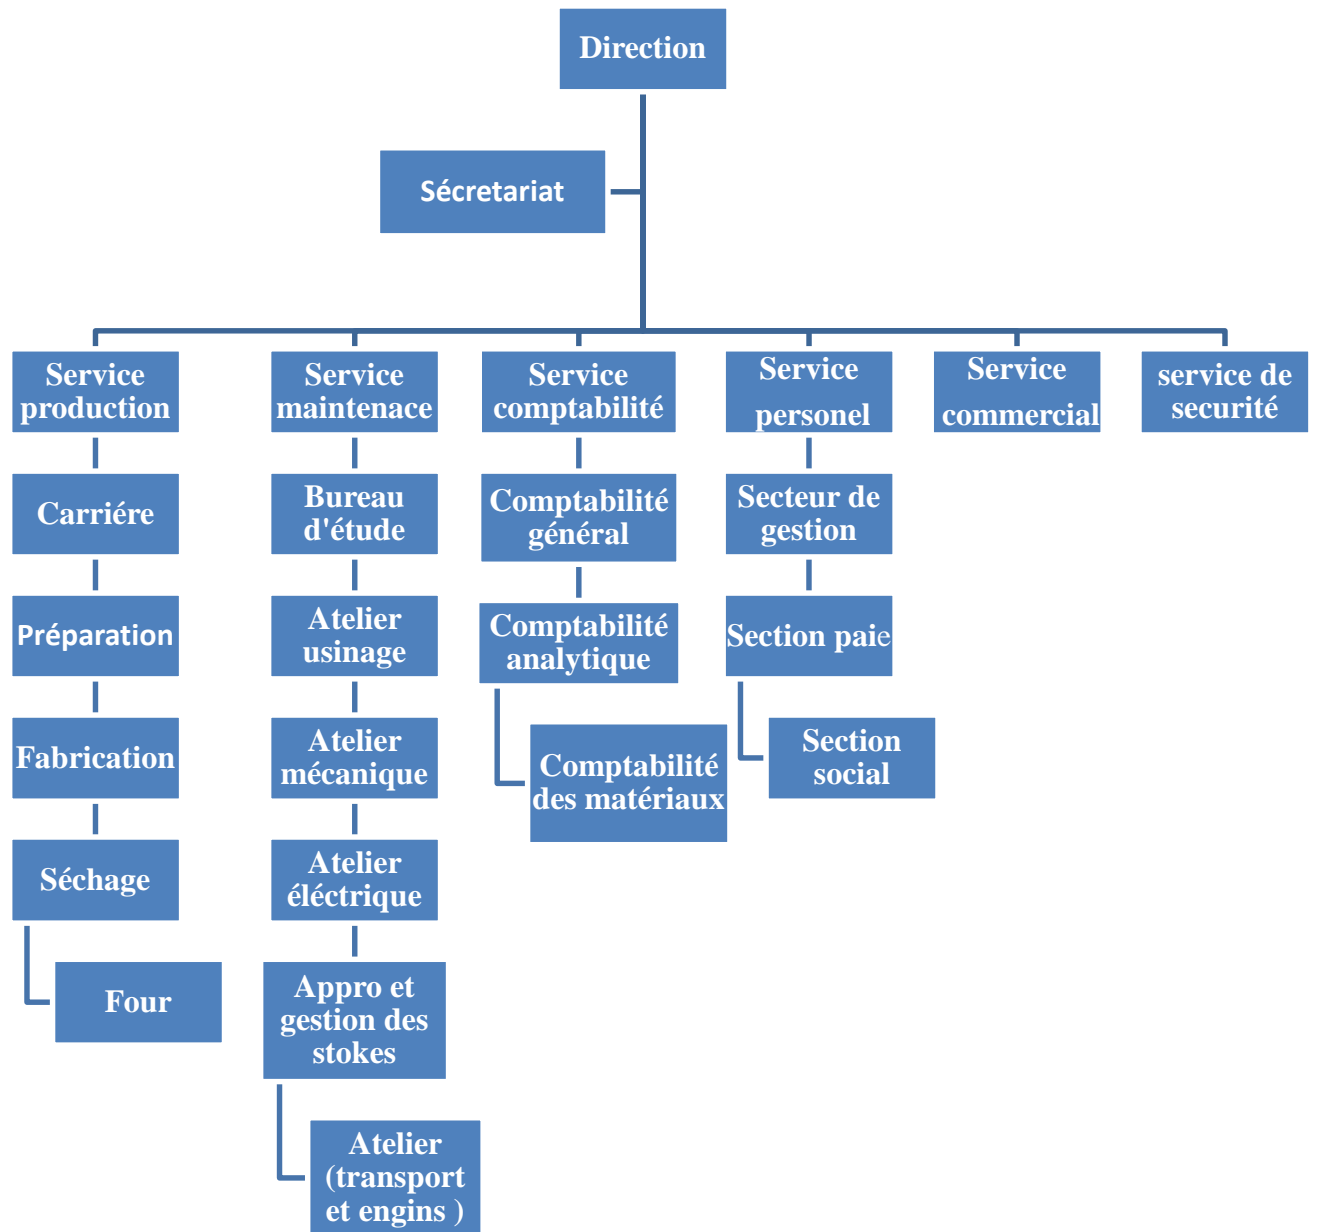 Direction
Sécretariat
Service
production
Service
maintenace
Service
comptabilité
Service
personel
Service
commercial
service de
securité
Carriére
Bureau
d'étude
Comptabilité
général
Secteur de
gestion
Préparation
Atelier
usinage
Comptabilité
analytique
Section paie
Fabrication
Atelier
mécanique
Comptabilité
des matériaux
Section
social
Séchage
Atelier
éléctrique
Four
Appro et
gestion des
stokes
Atelier
(transport
et engins )